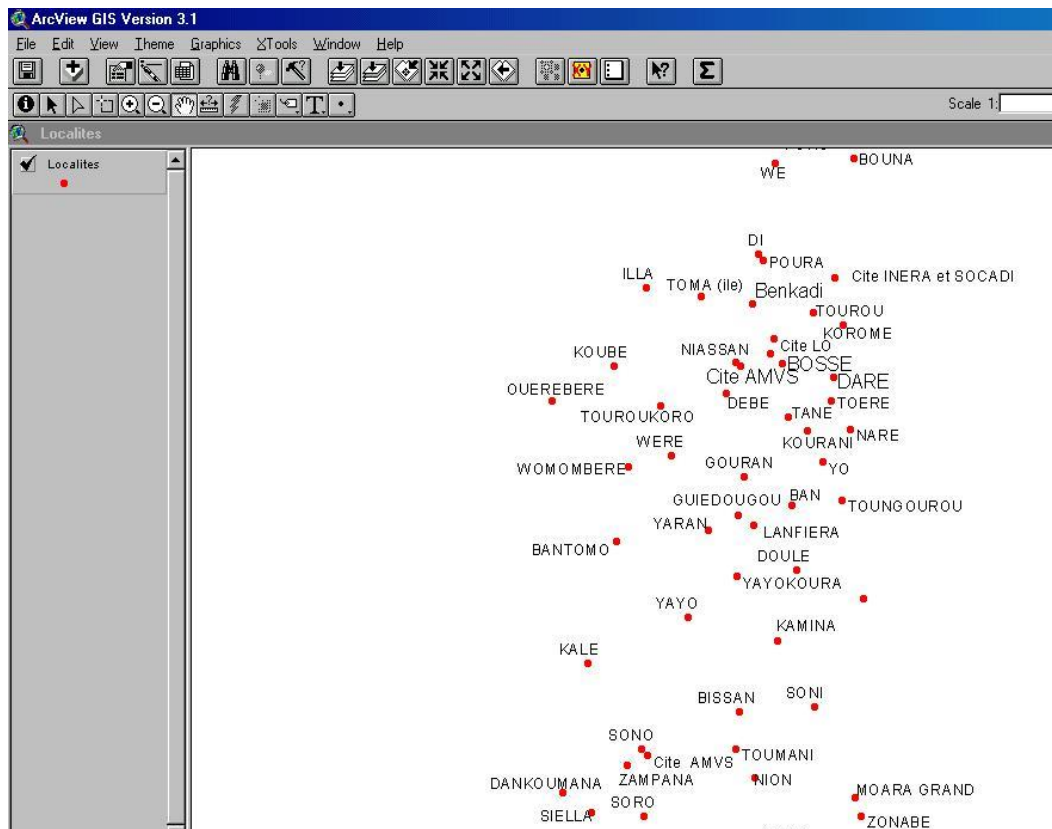 ArcView GIS Version 3.1
File Edit View Theme Graphics XTools Window Help
Scale 1:
Localites
Localites
BOUNA
WE
DI
POURA
ILLA
TOMA (ile)
Cite INERA et SOCADI
Benkadi
TOUROU
KOROME
Cite LO
NIASSAN
KOUBE
BOSSE
Cite AMVS
DARE
OUEREBERE
DEBE
TOERE
TOUROUKORO
TANE
WERE
KOURANI
NARE
GOURAN
YO
WOMOMBERE
GUIEDOUGOU
BAN
TOUNGOUROU
YARAN
LANFIERA
BANTOMO
DOULE
YAYOKOURA
YAYO
KAMINA
KALE
BISSAN
SONI
SONO
Cite AMVS
TOUMANI
DANKOUMANA
ZAMPANA
NION
MOARA GRAND
SORO
SIELLA
ZONABE